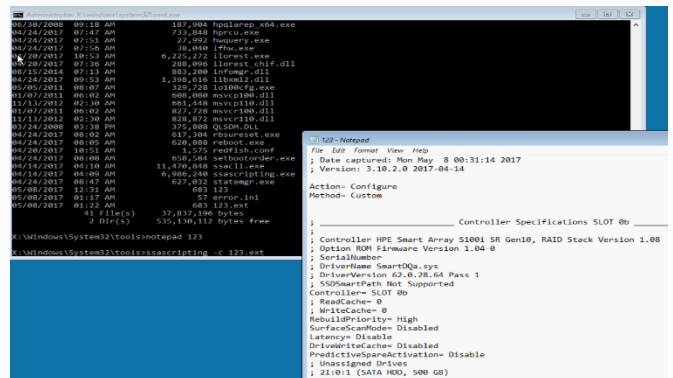 Administrator: X:\windows\system32\cmd.exe
06/30/2008  09:18 AM           187,904 hpqlarep_x64.exe
04/24/2017  07:47 AM           733,848 hprcu.exe
04/24/2017  07:51 AM            27,992 hwquery.exe
04/24/2017  07:56 AM            38,040 ifhw.exe
04/20/2017  10:53 AM         6,225,272 ilorest.exe
04/20/2017  07:36 AM           288,096 ilorest_chif.dll
08/15/2014  07:13 AM           883,200 infomgr.dll
04/24/2017  09:53 AM         1,398,616 libxml2.dll
05/05/2011  08:07 AM           329,728 lo100cfg.exe
01/07/2011  06:02 AM           608,080 msvcp100.dll
11/13/2012  02:30 AM           661,448 msvcp110.dll
01/07/2011  06:02 AM           827,728 msvcr100.dll
11/13/2012  02:30 AM           828,872 msvcr110.dll
03/24/2008  03:38 PM           375,808 QLSDM.DLL
04/24/2017  08:02 AM           617,304 rbsureset.exe
04/24/2017  08:05 AM           620,888 reboot.exe
04/20/2017  10:51 AM             1,575 redfish.conf
04/24/2017  08:08 AM           658,584 setbootorder.exe
04/14/2017  04:10 AM        11,470,848 ssacli.exe
04/14/2017  04:09 AM         6,986,240 ssascripting.exe
04/24/2017  08:47 AM           627,032 statemgr.exe
05/08/2017  12:31 AM               683 123
05/08/2017  01:17 AM                57 error.ini
05/08/2017  01:22 AM               683 123.ext
41 File(s)     37,837,196 bytes
2 Dir(s)     535,130,112 bytes free
X:\Windows\System32\tools>notepad 123
X:\Windows\System32\tools>ssascripting -c 123.ext
123 - Notepad
File Edit Format View Help
; Date captured: Mon May  8 00:31:14 2017
; Version: 3.10.2.0 2017-04-14
Action= Configure
Method= Custom
; ____________________ Controller Specifications SLOT 0b ______
;
; Controller HPE Smart Array S100i SR Gen10, RAID Stack Version 1.08
; Option ROM Firmware Version 1.04-0
; SerialNumber
; DriverName SmartDQa.sys
; DriverVersion 62.0.28.64 Pass 1
; SSDSmartPath Not Supported
Controller= SLOT 0b
; ReadCache= 0
; WriteCache= 0
RebuildPriority= High
SurfaceScanMode= Disabled
Latency= Disable
DriveWriteCache= Disabled
PredictiveSpareActivation= Disable
; Unassigned Drives
; 2I:0:1 (SATA HDD, 500 GB)